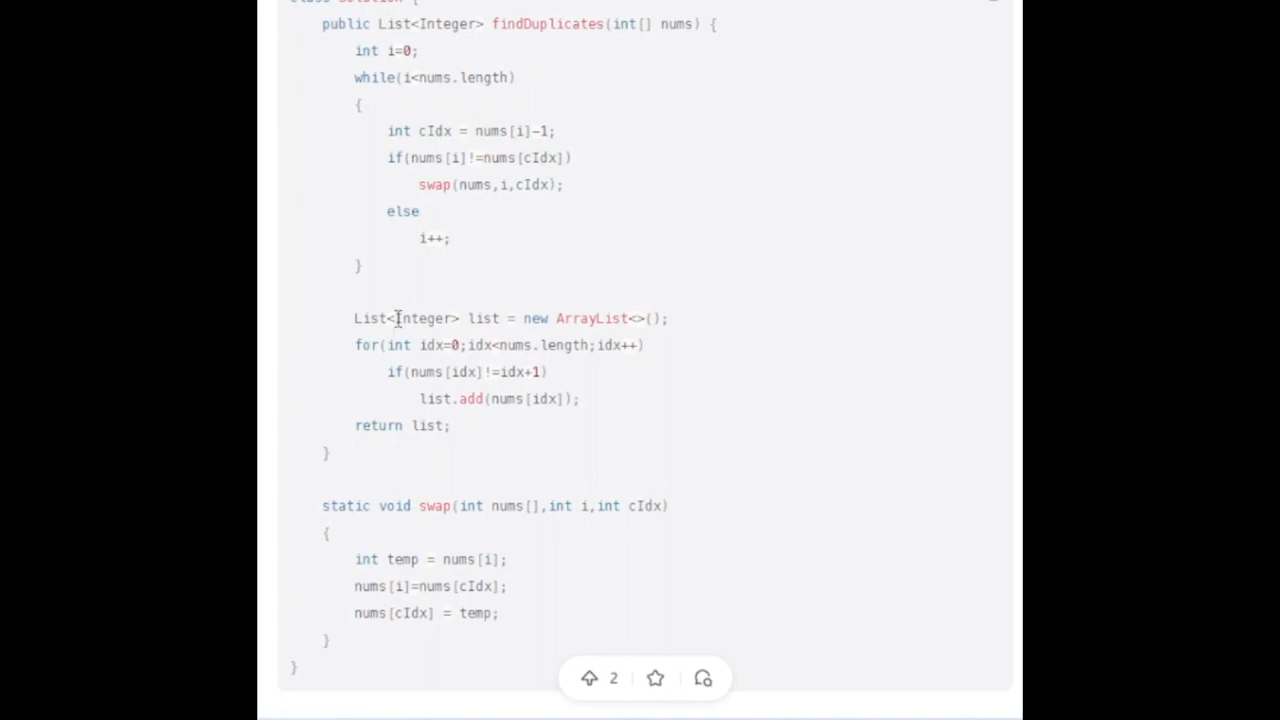 class Solution {
    public List<Integer> findDuplicates(int[] nums) {
        int i=0;
        while(i<nums.length)
        {
            int cIdx = nums[i]-1;
            if(nums[i]!=nums[cIdx])
                swap(nums,i,cIdx);
            else
                i++;
        }
        List<Integer> list = new ArrayList<>();
        for(int idx=0;idx<nums.length;idx++)
            if(nums[idx]!=idx+1)
                list.add(nums[idx]);
        return list;
    }
    static void swap(int nums[],int i,int cIdx)
    {
        int temp = nums[i];
        nums[i]=nums[cIdx];
        nums[cIdx] = temp;
    }
}
2